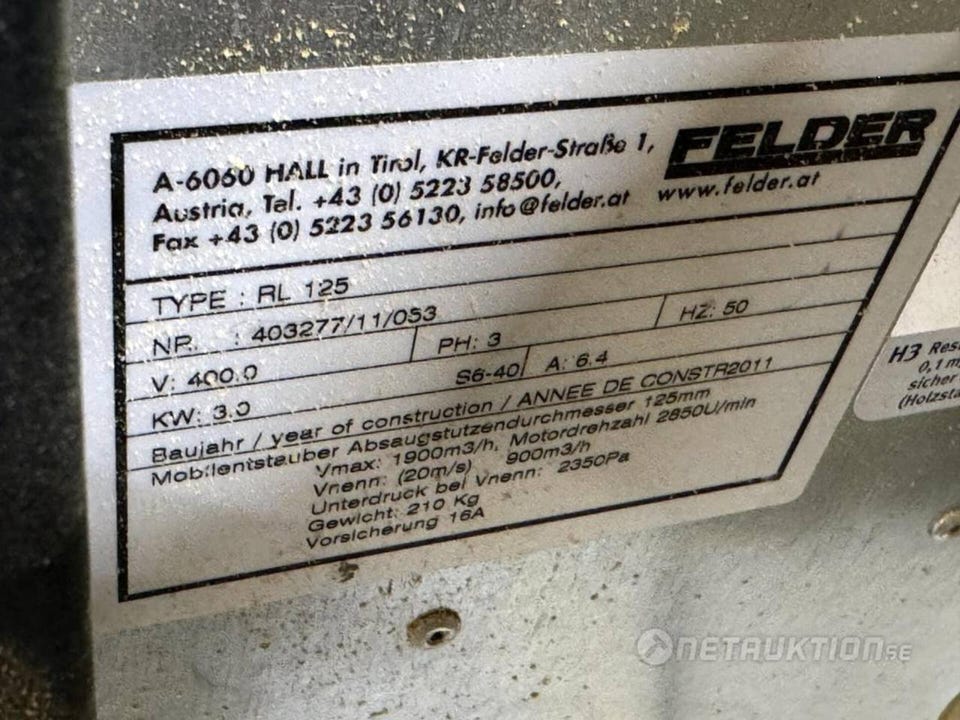 FELDER
A-6060 HALL in Tirol, KR-Felder-Straße 1,
Austria, Tel. +43 (0) 5223 58500,
Fax +43 (0) 5223 56130, info@felder.at
www.felder.at
TYPE : RL 125
NR. : 403277/11/053
V: 400.0 PH: 3 HZ: 50
KW: 3.0 S6-40 A: 6.4
Baujahr / year of construction / ANNEE DE CONSTR2011
Mobilentstauber Absaugstutzendurchmesser 125mm
Vmax: 1900m3/h, Motordrehzahl 2850U/min
Vnenn: (20m/s) 900m3/h
Unterdruck bei Vnenn: 2350Pa
Gewicht: 210 Kg
Vorsicherung 16A
H3
0,1
sicher
NETAUKTION.SE